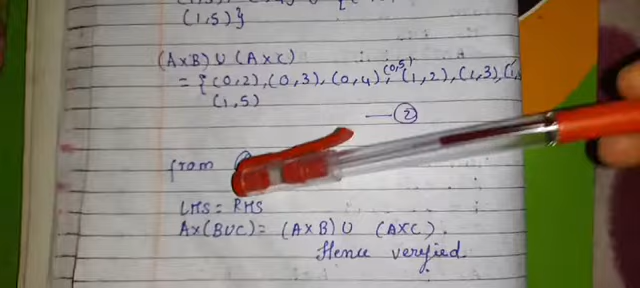 (1,5)}
(A×B) ∪ (A×C)
= {(0,2), (0,3), (0,4), (0,5), (1,2), (1,3),
(1,5)
— ②
from
LHS = RHS
A×(B∪C) = (A×B) ∪ (A×C).
Hence verified